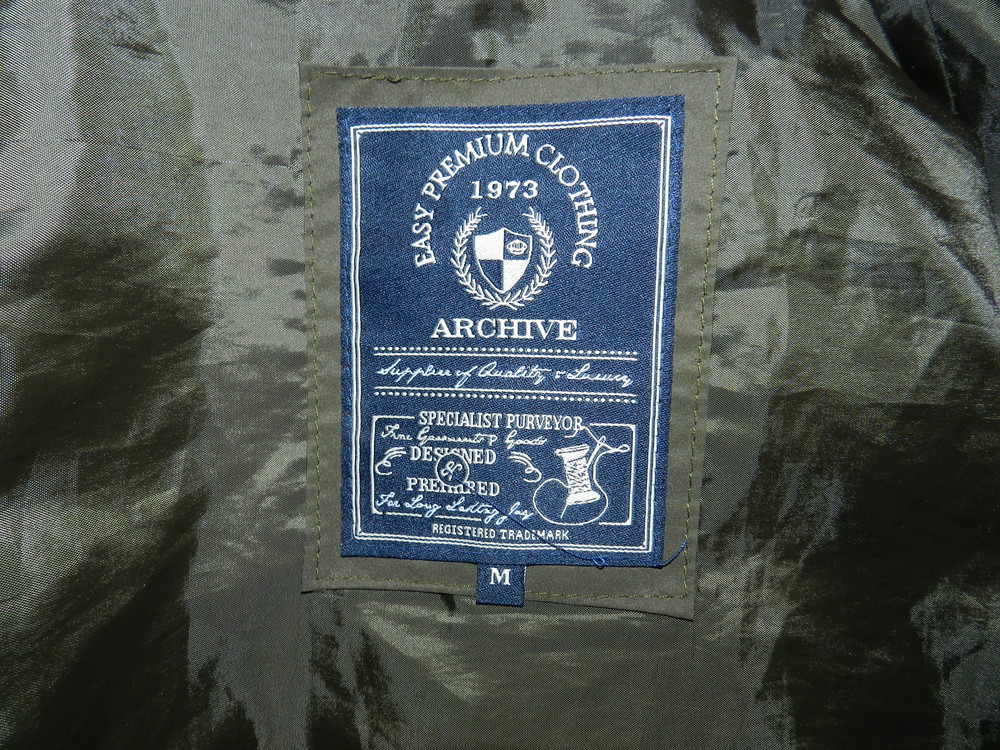 EASY PREMIUM CLOTHING
1973
ARCHIVE
Supplier of Quality & Luxury
SPECIALIST PURVEYOR
Fine Garments & Goods
DESIGNED
&
PREPARED
For Long Lasting Joy
REGISTERED TRADEMARK
M